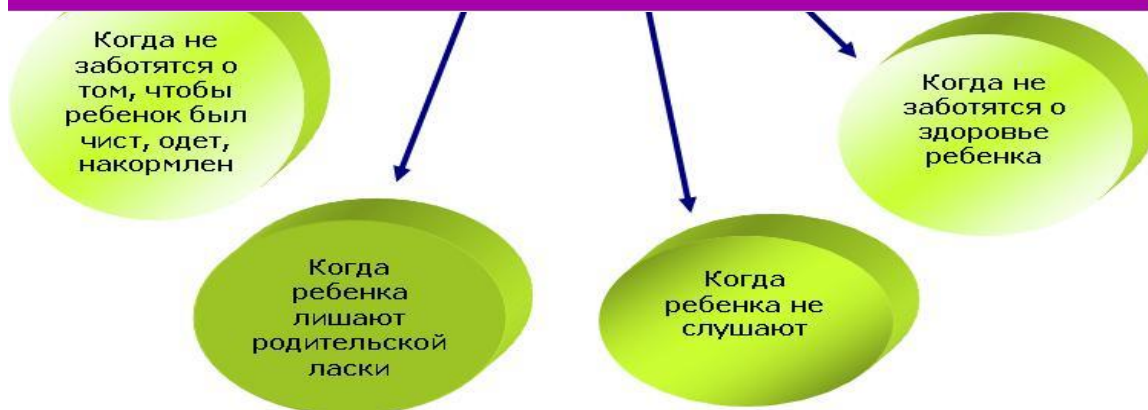 Когда не
заботятся о
том, чтобы
ребенок был
чист, одет,
накормлен
Когда
ребенка
лишают
родительской
ласки
Когда
ребенка не
слушают
Когда не
заботятся о
здоровье
ребенка